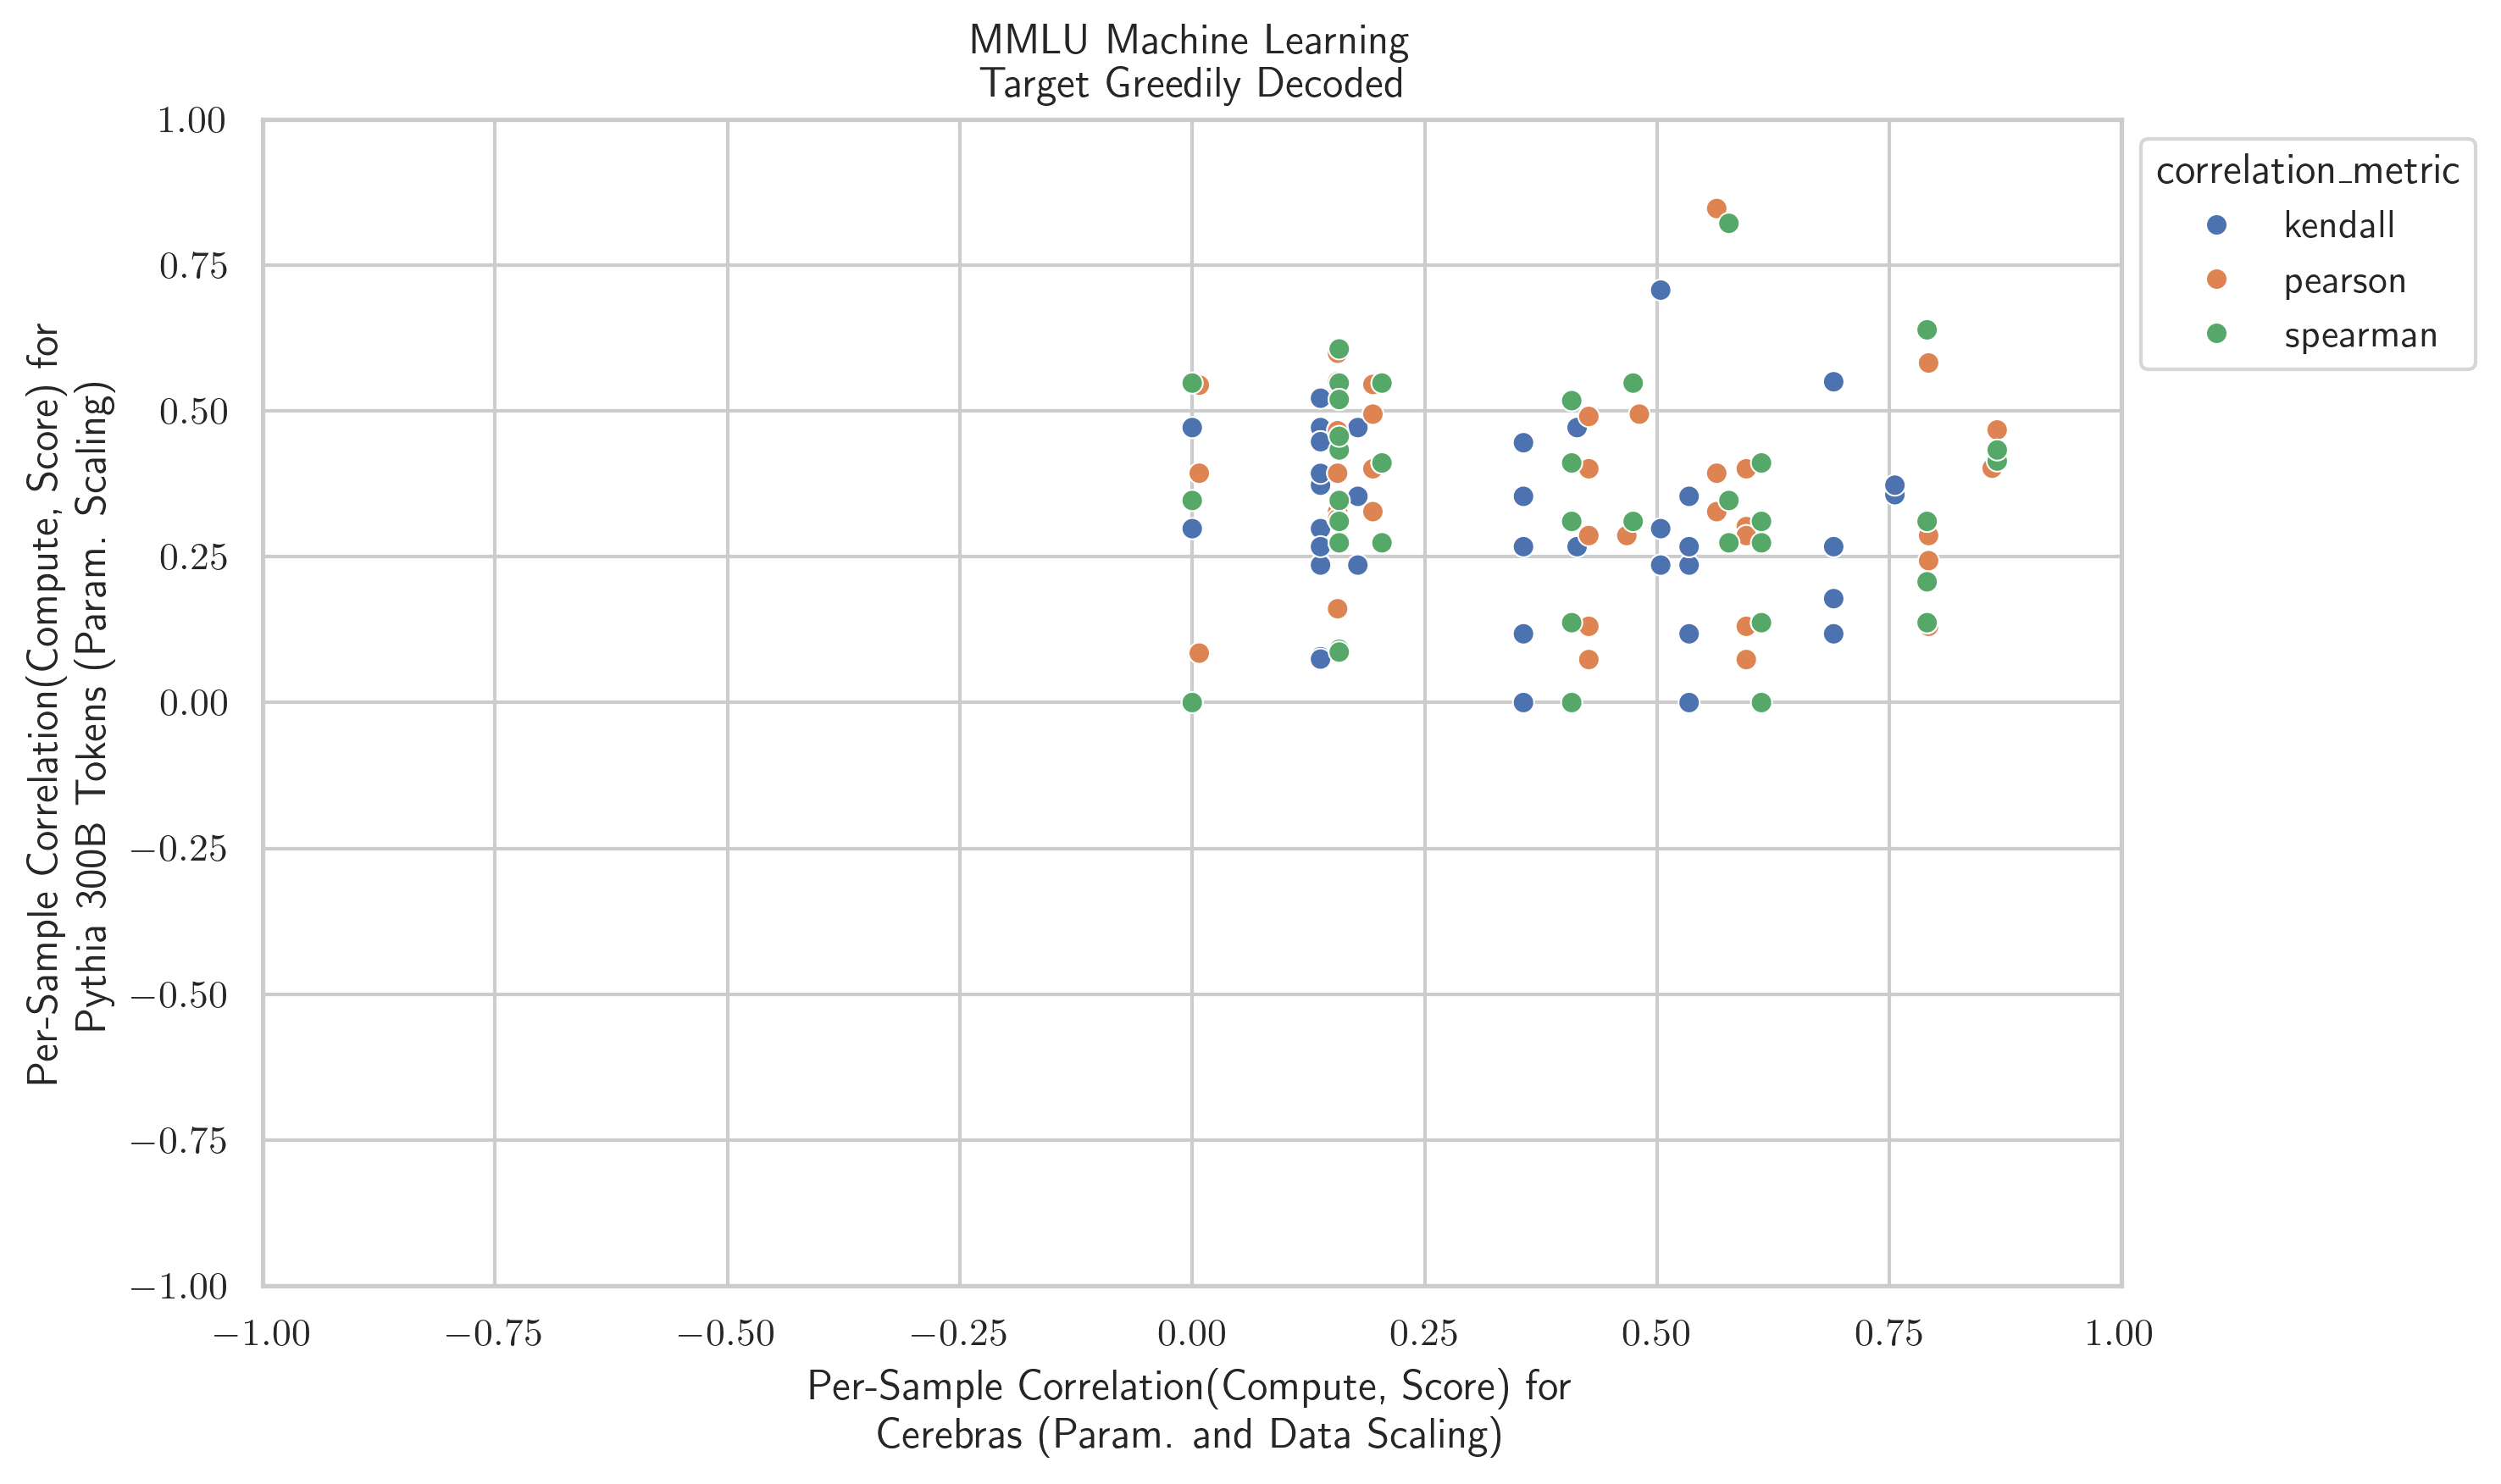 MMLU Machine Learning
Target Greedily Decoded
Per-Sample Correlation(Compute, Score) for
Pythia 300B Tokens (Param. Scaling)
1.00
0.75
0.50
0.25
0.00
−0.25
−0.50
−0.75
−1.00
−1.00 −0.75 −0.50 −0.25 0.00 0.25 0.50 0.75 1.00
Per-Sample Correlation(Compute, Score) for
Cerebras (Param. and Data Scaling)
correlation_metric
kendall
pearson
spearman